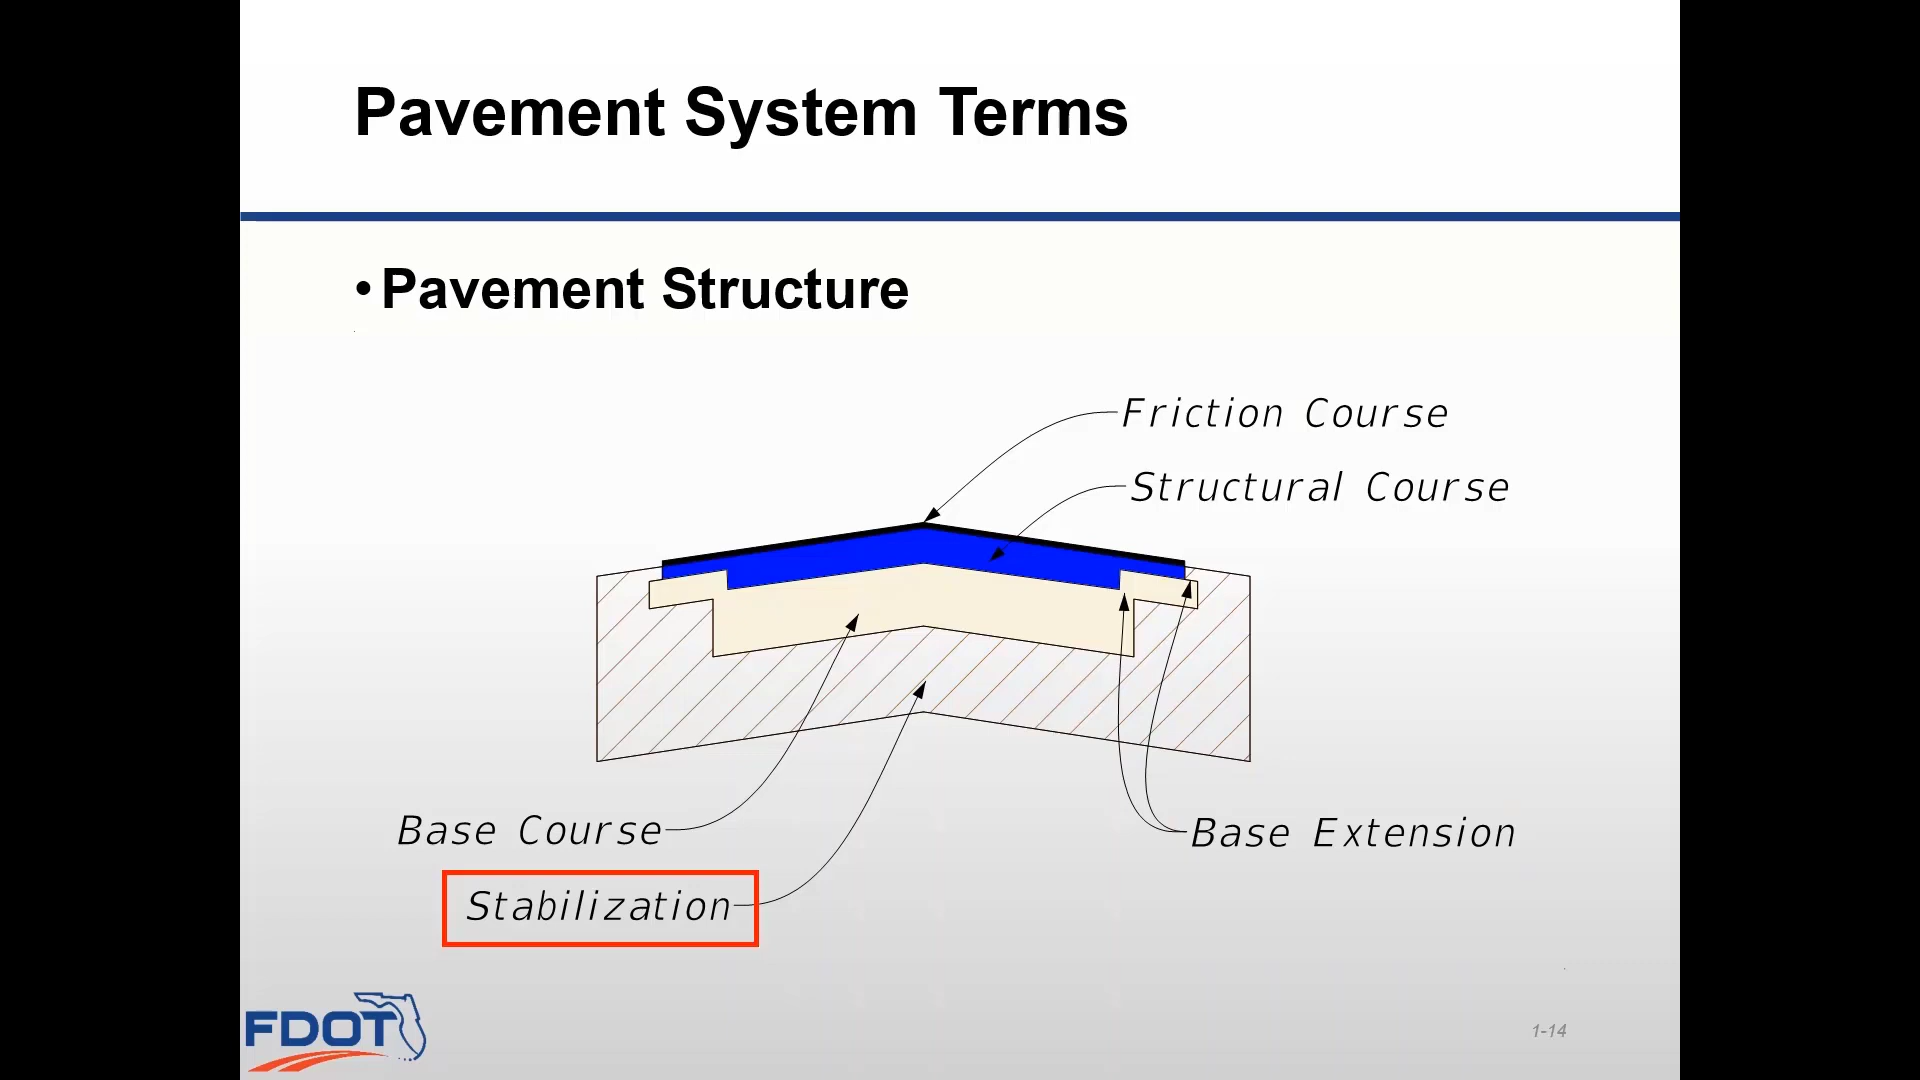 Pavement System Terms
• Pavement Structure
Friction Course
Structural Course
Base Course
Base Extension
Stabilization
FDOT
1-14